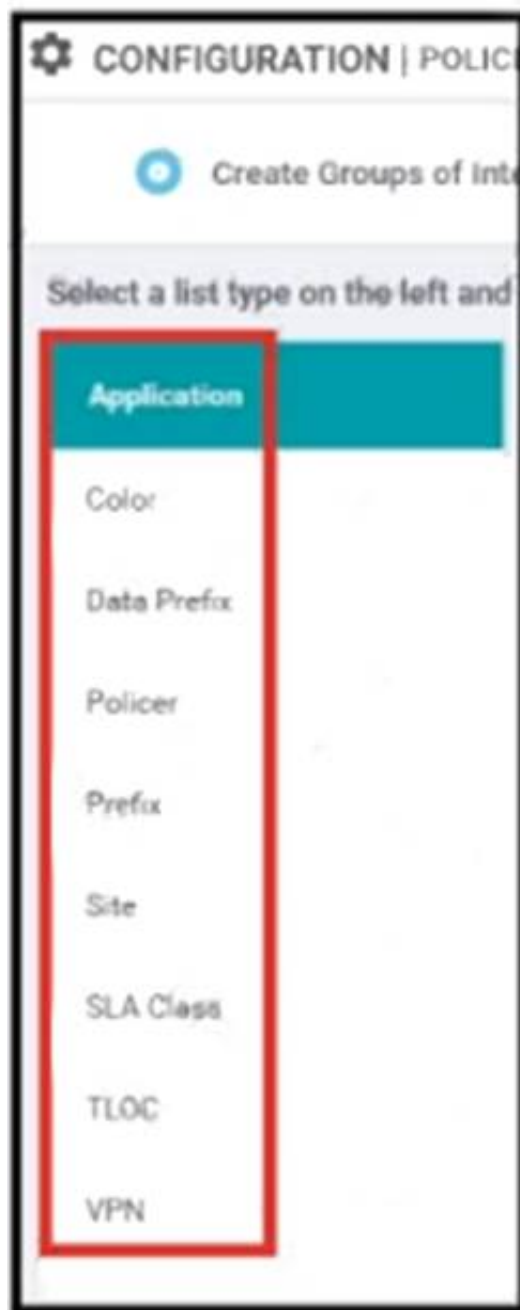 CONFIGURATION | POLIC
Create Groups of Inte
Select a list type on the left and
Application
Color
Data Prefix
Policer
Prefix
Site
SLA Class
TLOC
VPN